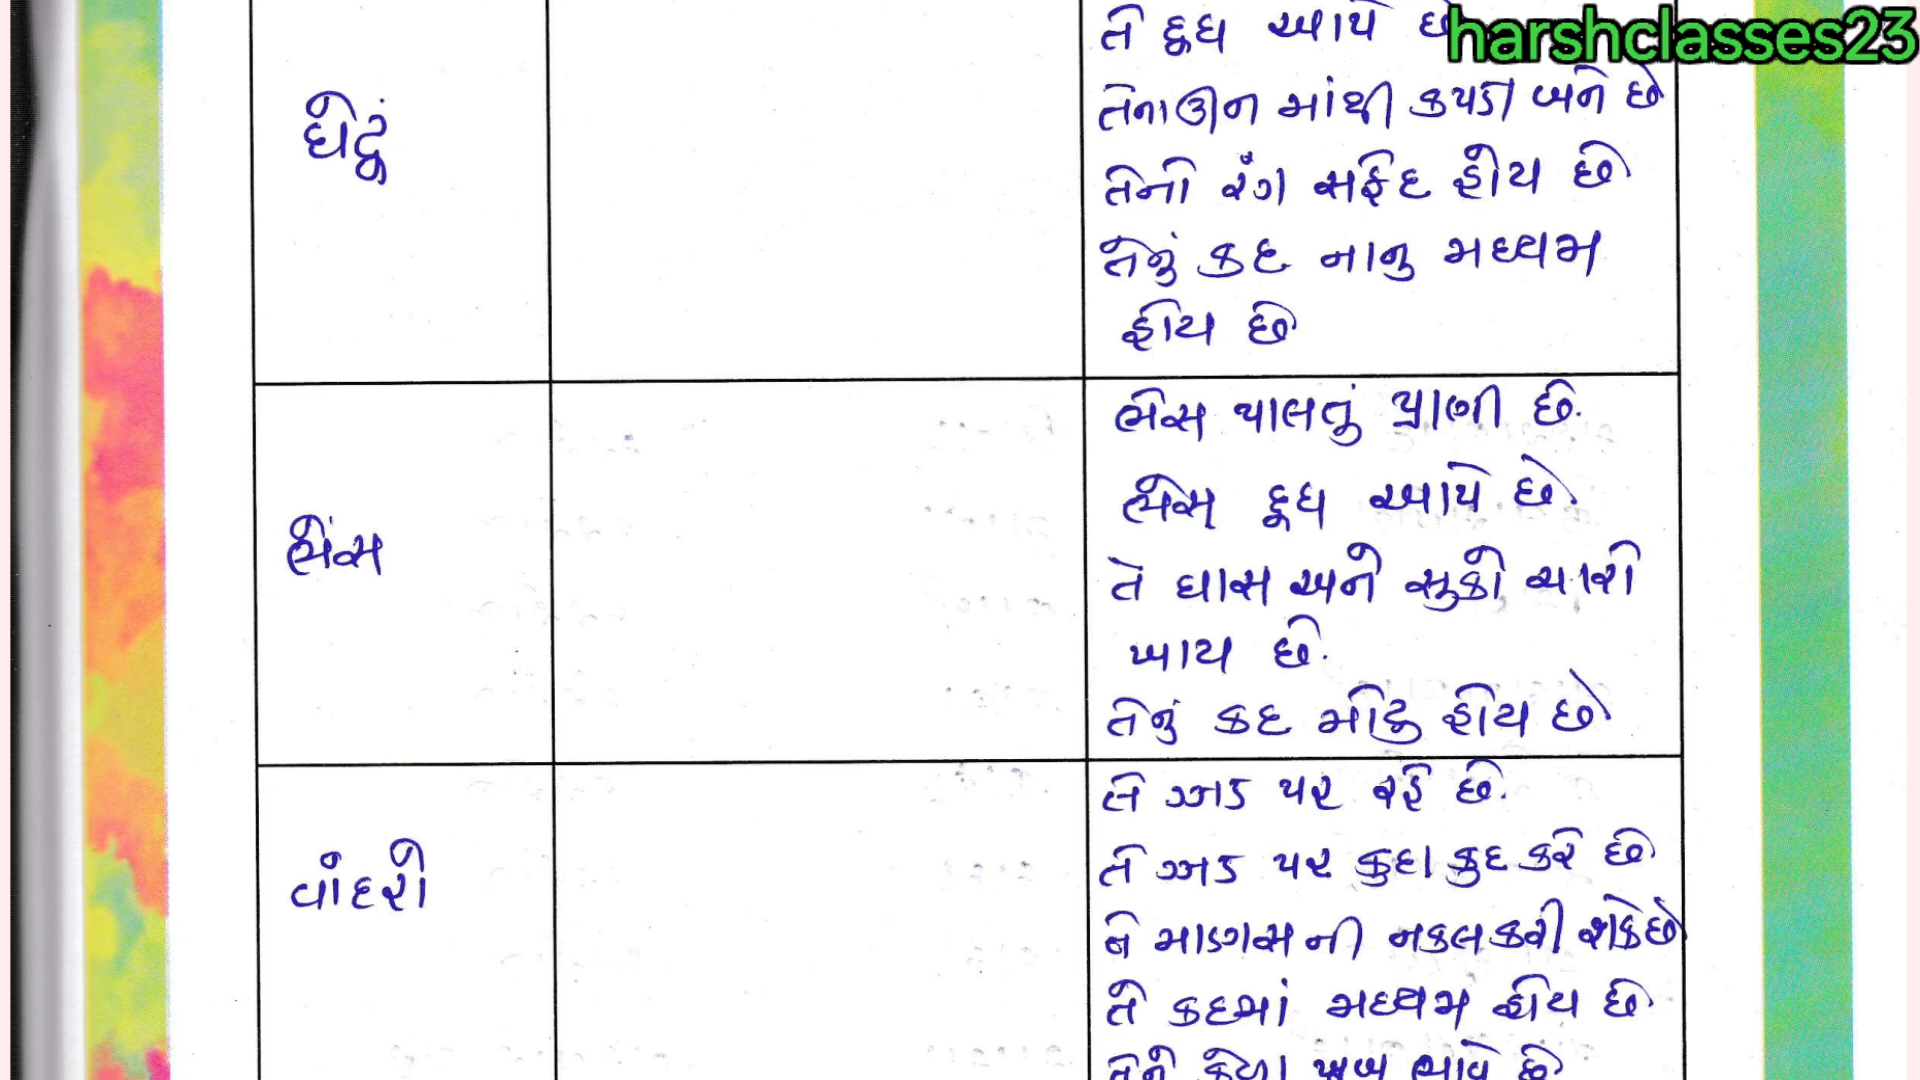 તે દુધ આપે છે
harshclasses23
તેના ઊન માંથી કપડા બને છે
ઘેટું
તેનો રંગ સફેદ હોય છે
તેનું કદ નાનુ મધ્યમ
હોય છે
ભેંસ પાલતું પ્રાણી છે.
ભેંસ દુધ આપે છે.
ભેંસ
તે ઘાસ અને સુકો ચારો
ખાય છે.
તેનું કદ મોટુ હોય છે
તે ઝાડ પર રહે છે.
તે ઝાડ પર કુદા કુદ કરે છે
વાંદરો
તે માણસ ની નકલ કરી શકે છે
તે કદમાં મધ્યમ હોય છે
તેને કેળા ખુબ ભાવે છે